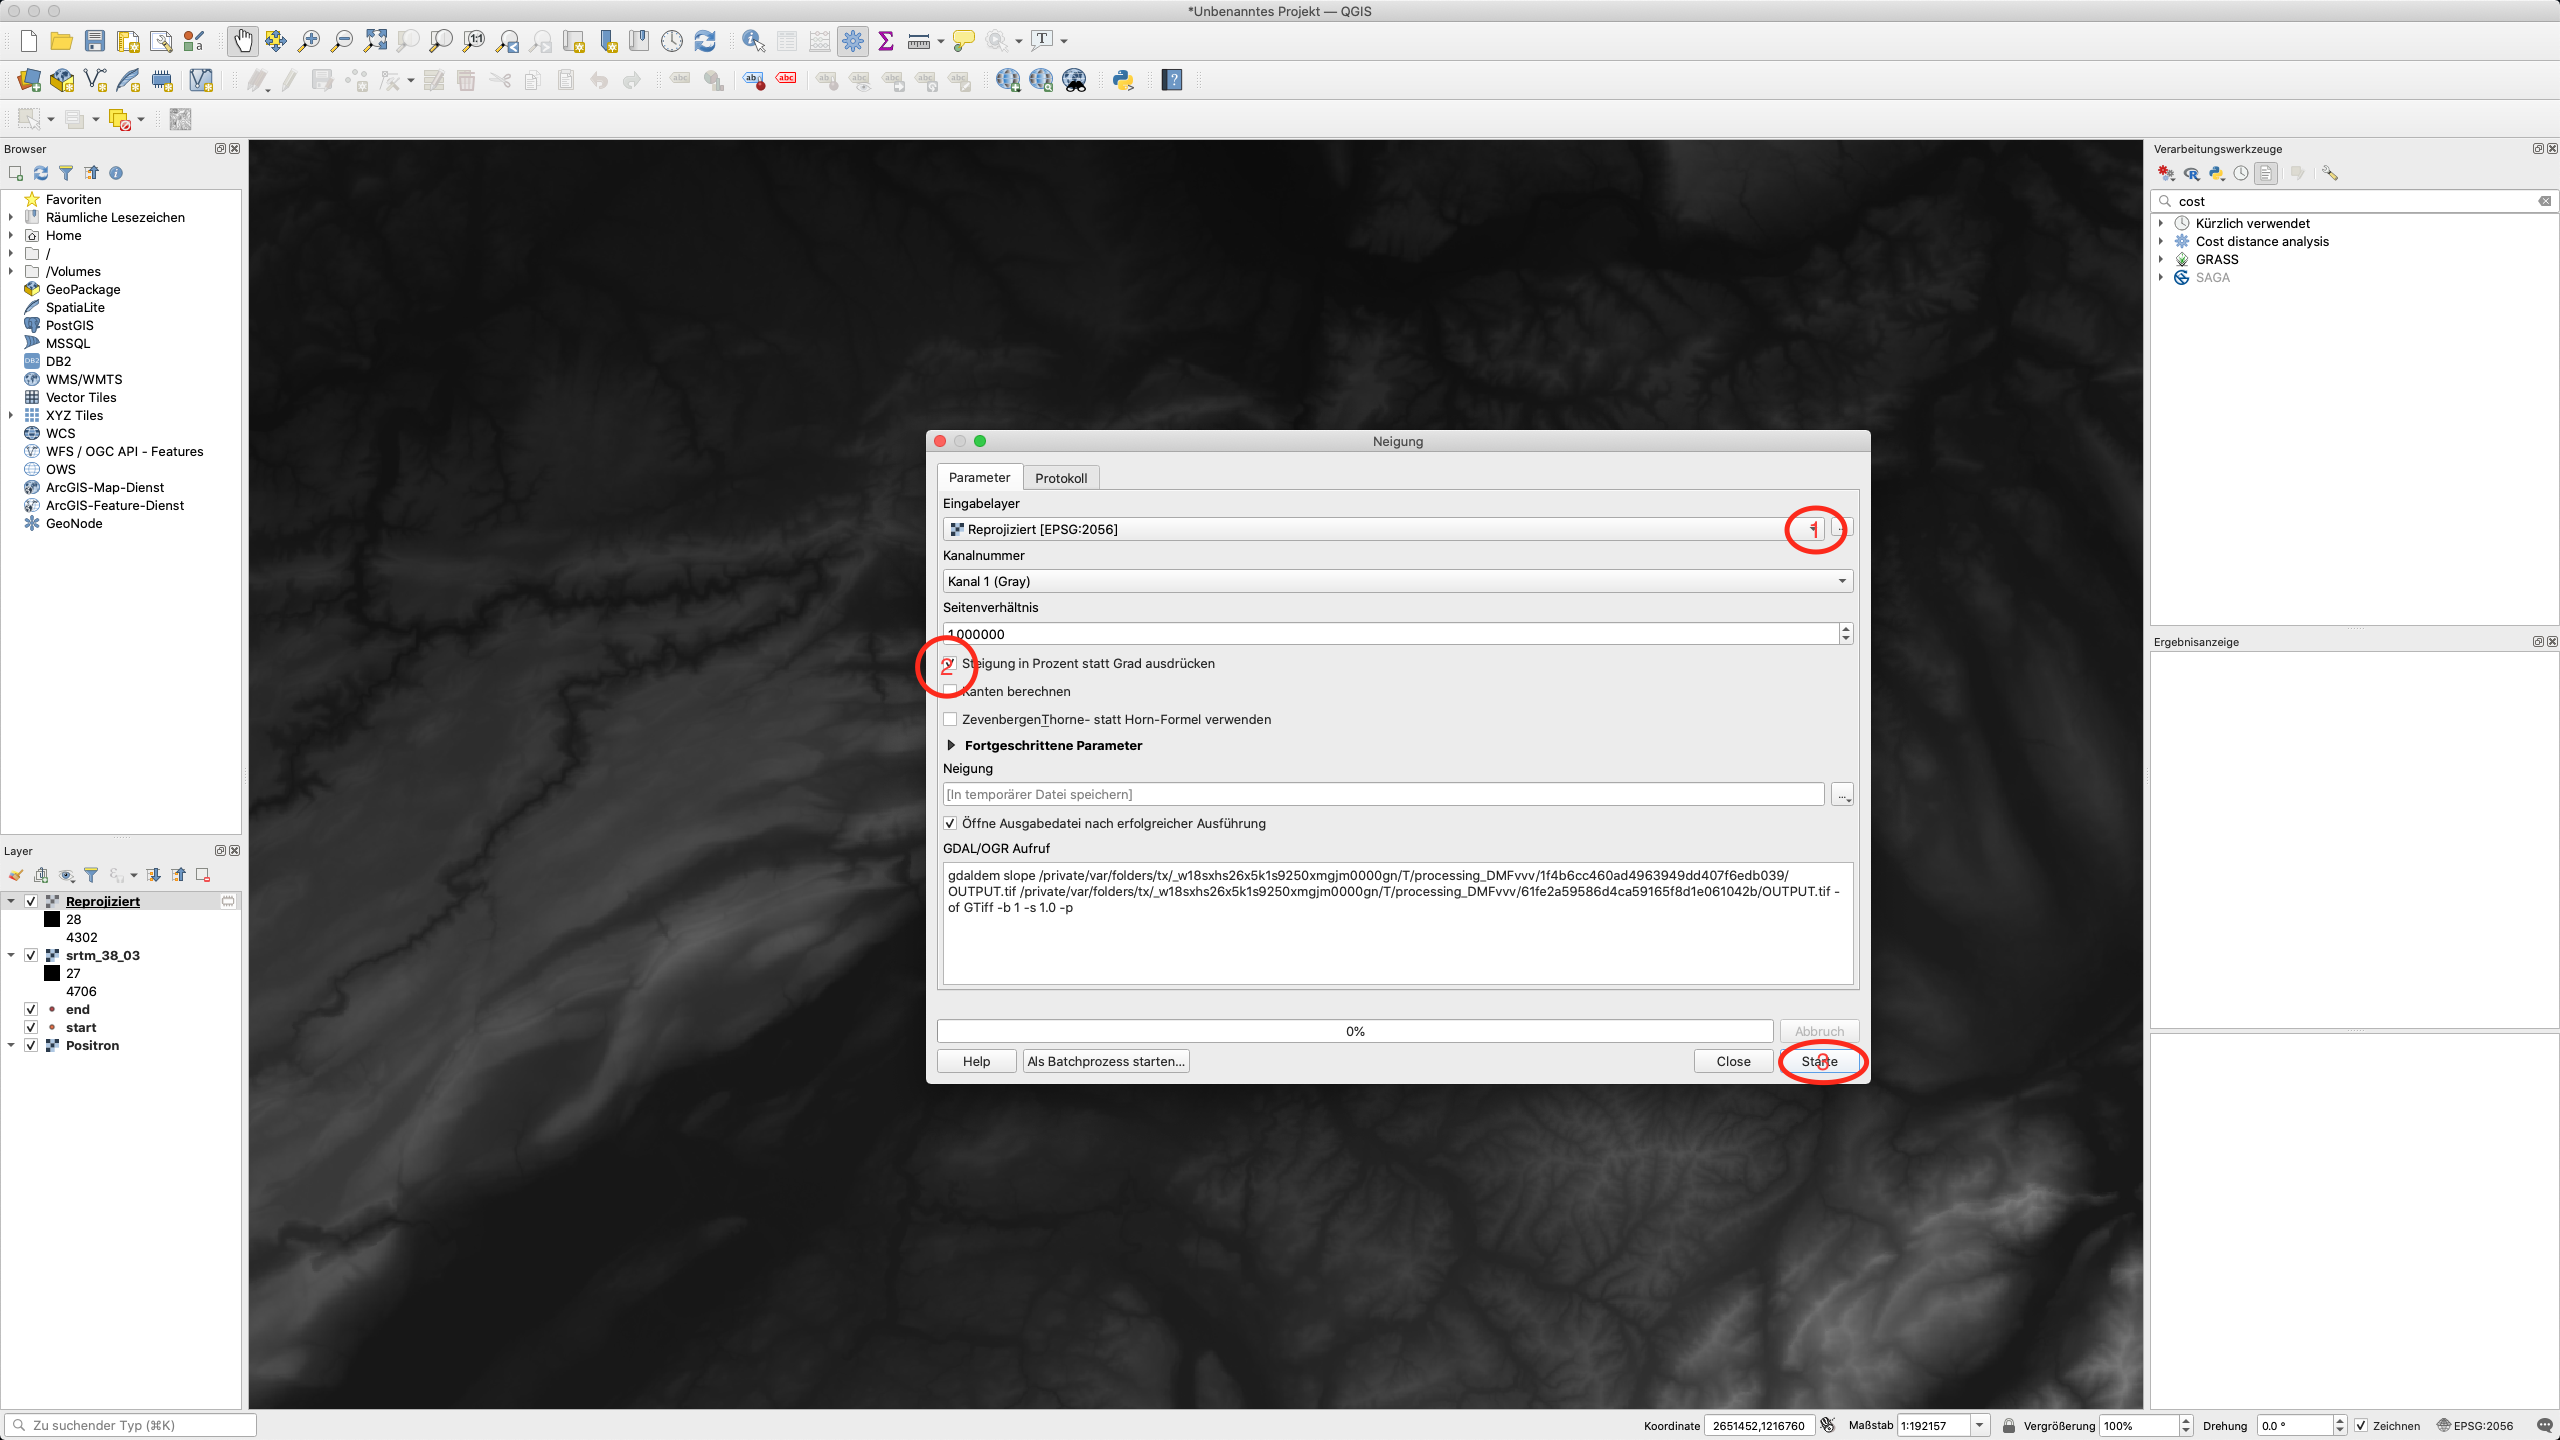 *Unbenanntes Projekt — QGIS
Browser
Favoriten
Räumliche Lesezeichen
Home
/
/Volumes
GeoPackage
SpatiaLite
PostGIS
MSSQL
DB2
WMS/WMTS
Vector Tiles
XYZ Tiles
WCS
WFS / OGC API - Features
OWS
ArcGIS-Map-Dienst
ArcGIS-Feature-Dienst
GeoNode
Layer
Reprojiziert
28
4302
srtm_38_03
27
4706
end
start
Positron
Neigung
Parameter
Protokoll
Eingabelayer
Reprojiziert [EPSG:2056]
1
Kanalnummer
Kanal 1 (Gray)
Seitenverhältnis
1.000000
2
Steigung in Prozent statt Grad ausdrücken
Kanten berechnen
ZevenbergenThorne- statt Horn-Formel verwenden
Fortgeschrittene Parameter
Neigung
[In temporärer Datei speichern]
...
Öffne Ausgabedatei nach erfolgreicher Ausführung
GDAL/OGR Aufruf
gdaldem slope /private/var/folders/tx/_w18sxhs26x5k1s9250xmgjm0000gn/T/processing_DMFvvv/1f4b6cc460ad4963949dd407f6edb039/
OUTPUT.tif /private/var/folders/tx/_w18sxhs26x5k1s9250xmgjm0000gn/T/processing_DMFvvv/61fe2a59586d4ca59165f8d1e061042b/OUTPUT.tif -
of GTiff -b 1 -s 1.0 -p
0%
Abbruch
Help
Als Batchprozess starten...
Close
Starte
3
Verarbeitungswerkzeuge
cost
Kürzlich verwendet
Cost distance analysis
GRASS
SAGA
Ergebnisanzeige
Zu suchender Typ (⌘K)
Koordinate 2651452,1216760 Maßstab 1:192157 Vergrößerung 100% Drehung 0.0 ° Zeichnen EPSG:2056